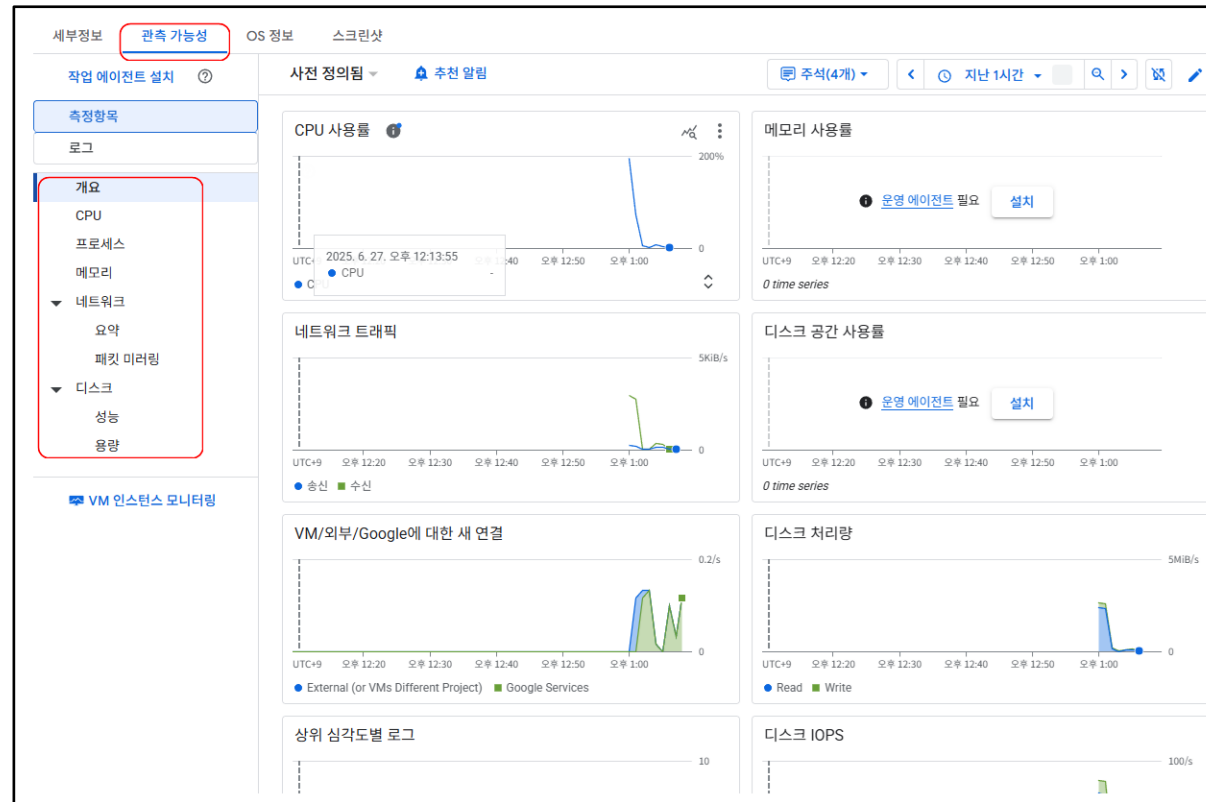 세부정보 관측 가능성 OS 정보 스크린샷
작업 에이전트 설치
사전 정의됨 추천 알림 주석(4개) 지난 1시간
측정항목
로그
개요
CPU
프로세스
메모리
네트워크
요약
패킷 미러링
디스크
성능
용량
VM 인스턴스 모니터링
CPU 사용률
200%
0
UTC+9 :40 오후 12:50 오후 1:00
2025. 6. 27. 오후 12:13:55
CPU -
메모리 사용률
운영 에이전트 필요 설치
UTC+9 오후 12:20 오후 12:30 오후 12:40 오후 12:50 오후 1:00
0 time series
네트워크 트래픽
5KiB/s
0
UTC+9 오후 12:20 오후 12:30 오후 12:40 오후 12:50 오후 1:00
송신 수신
디스크 공간 사용률
운영 에이전트 필요 설치
UTC+9 오후 12:20 오후 12:30 오후 12:40 오후 12:50 오후 1:00
0 time series
VM/외부/Google에 대한 새 연결
0.2/s
0
UTC+9 오후 12:20 오후 12:30 오후 12:40 오후 12:50 오후 1:00
External (or VMs Different Project) Google Services
디스크 처리량
5MiB/s
0
UTC+9 오후 12:20 오후 12:30 오후 12:40 오후 12:50 오후 1:00
Read Write
상위 심각도별 로그
10
디스크 IOPS
100/s